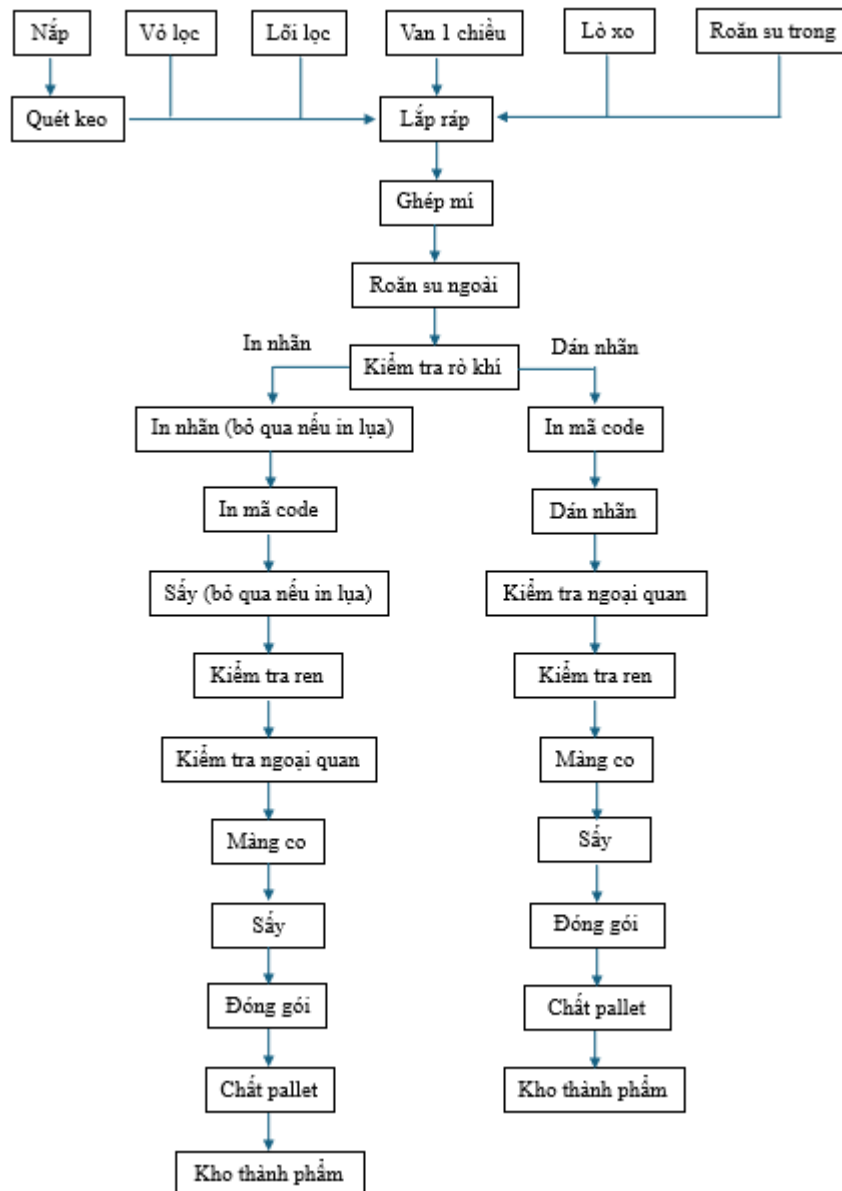 Nắp
Vỏ lọc
Lõi lọc
Van 1 chiều
Lò xo
Roăn su trong
Quét keo
Lắp ráp
Ghép mí
Roăn su ngoài
In nhãn
Kiểm tra rò khí
Dán nhãn
In nhãn (bỏ qua nếu in lụa)
In mã code
In mã code
Dán nhãn
Sấy (bỏ qua nếu in lụa)
Kiểm tra ngoại quan
Kiểm tra ren
Kiểm tra ren
Kiểm tra ngoại quan
Màng co
Màng co
Sấy
Sấy
Đóng gói
Đóng gói
Chất pallet
Chất pallet
Kho thành phẩm
Kho thành phẩm